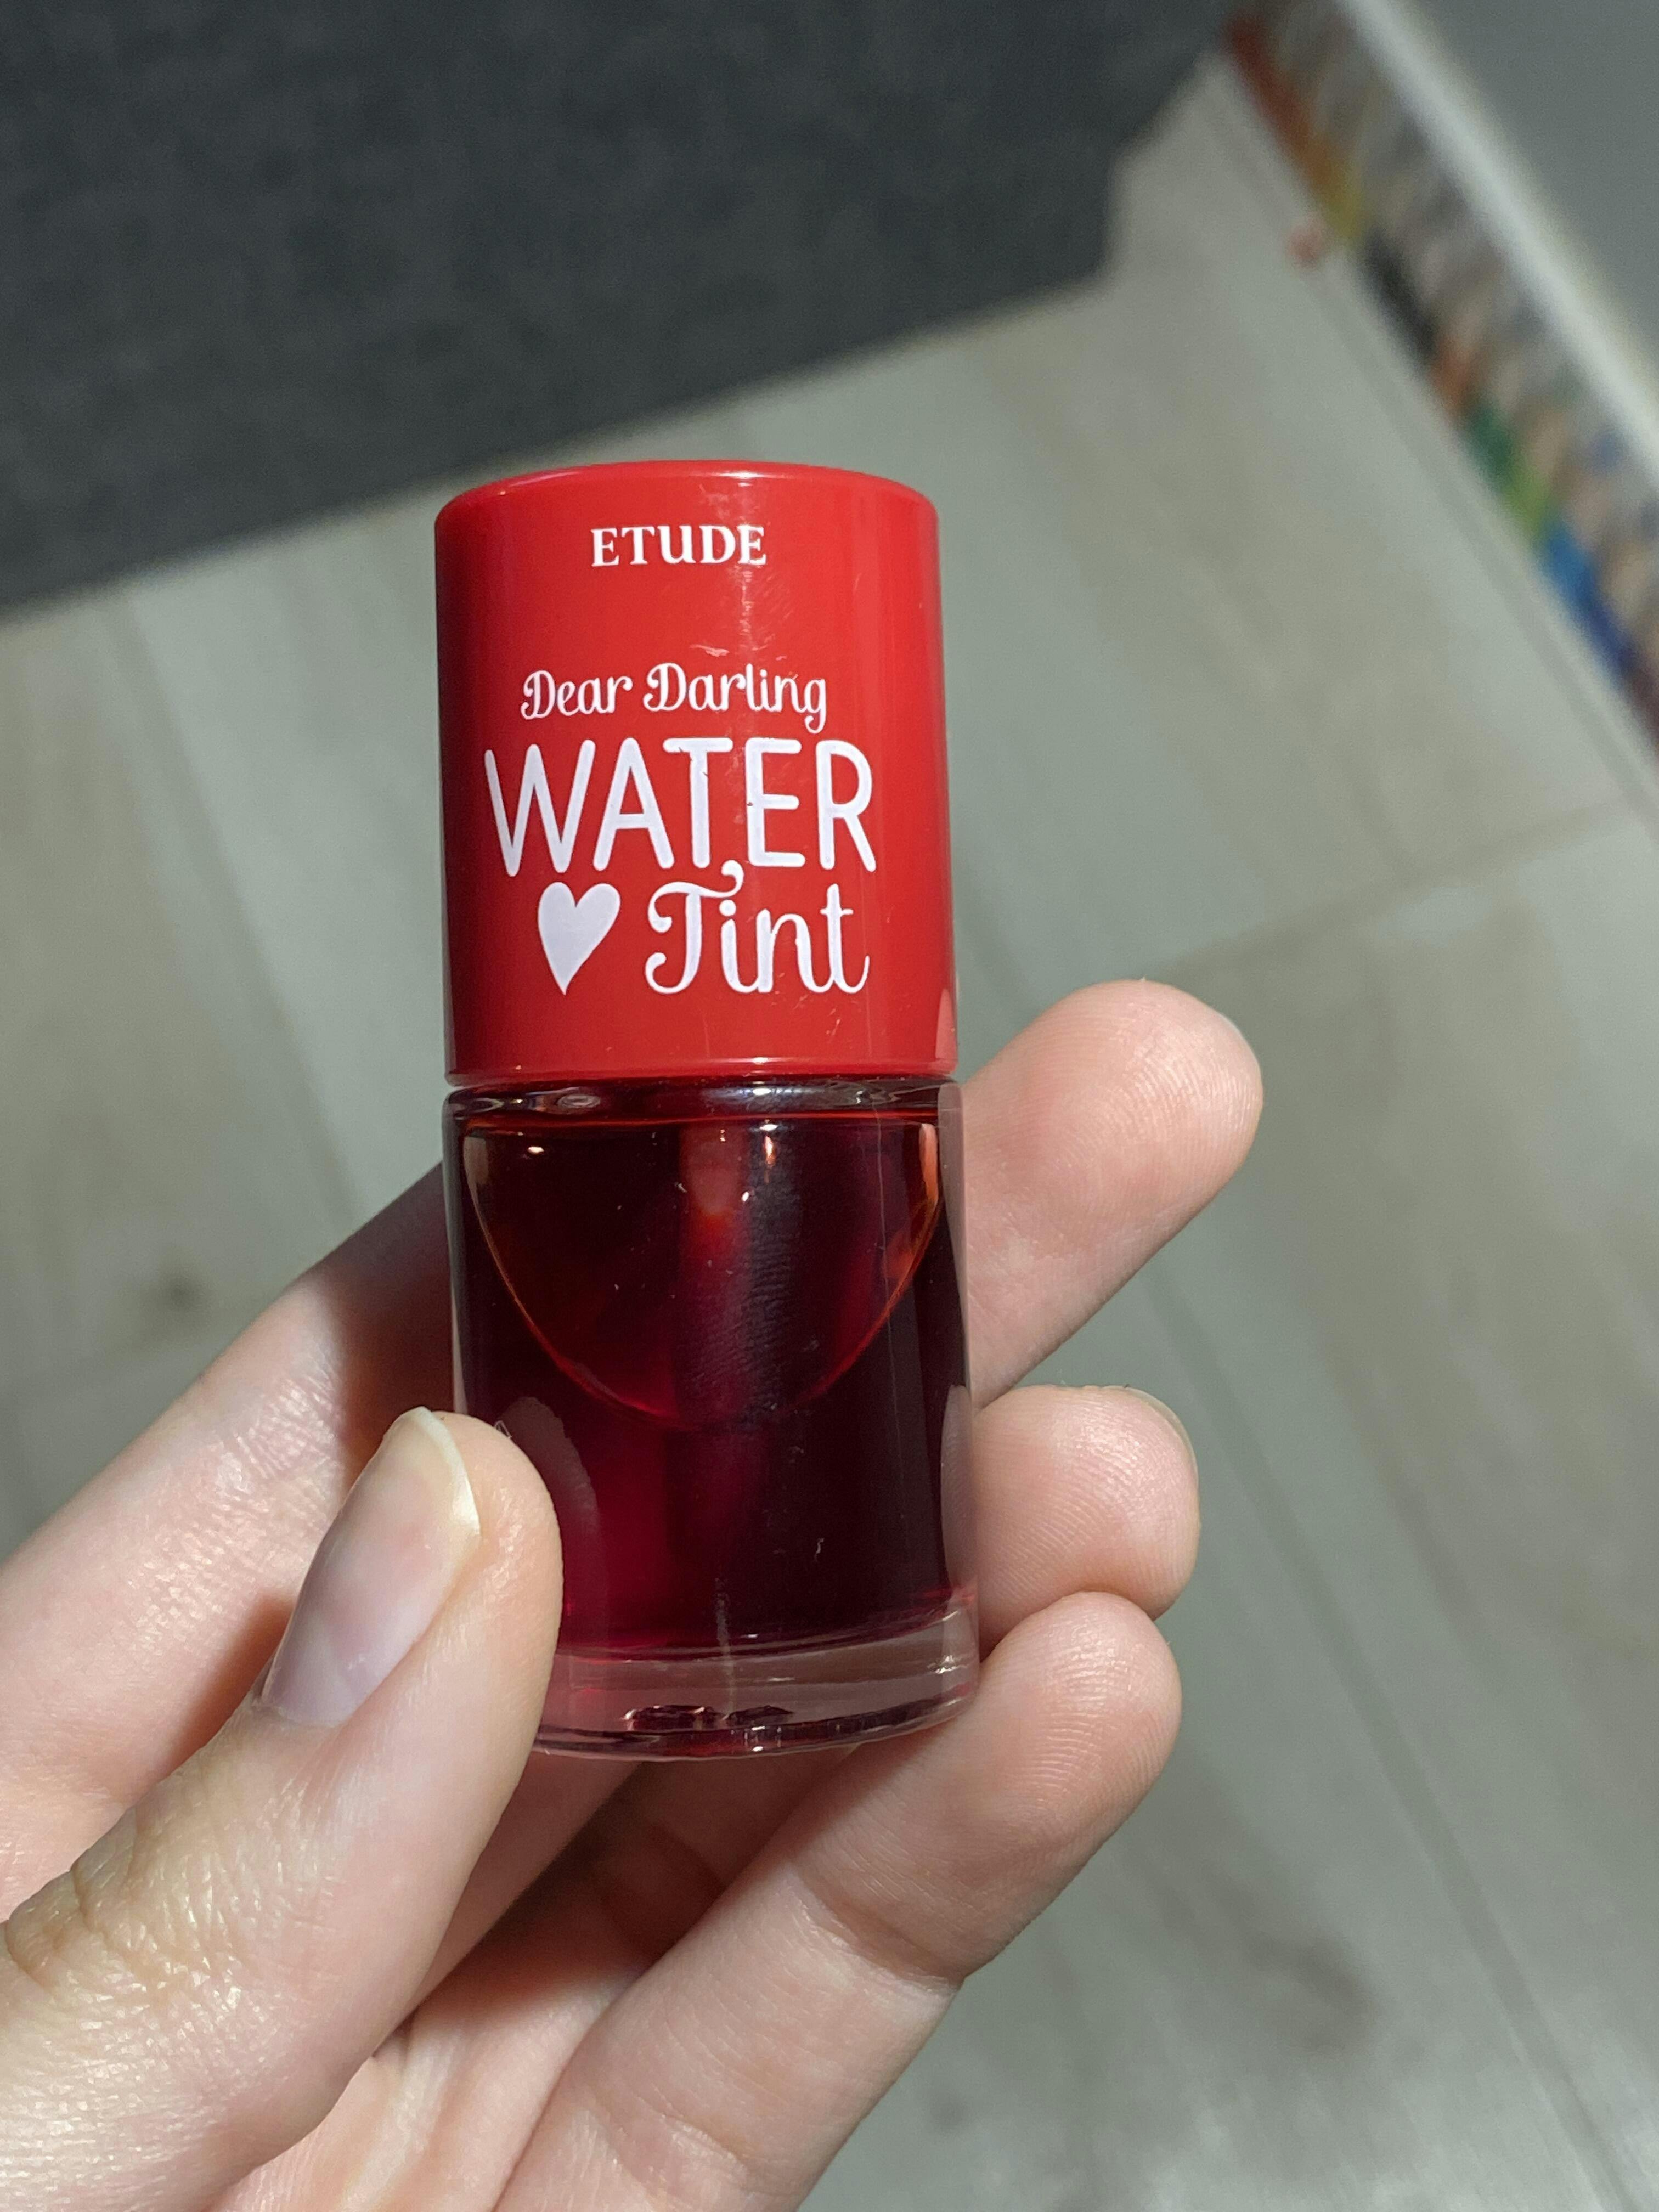 ETUDE
Dear Darling
WATER
Tint